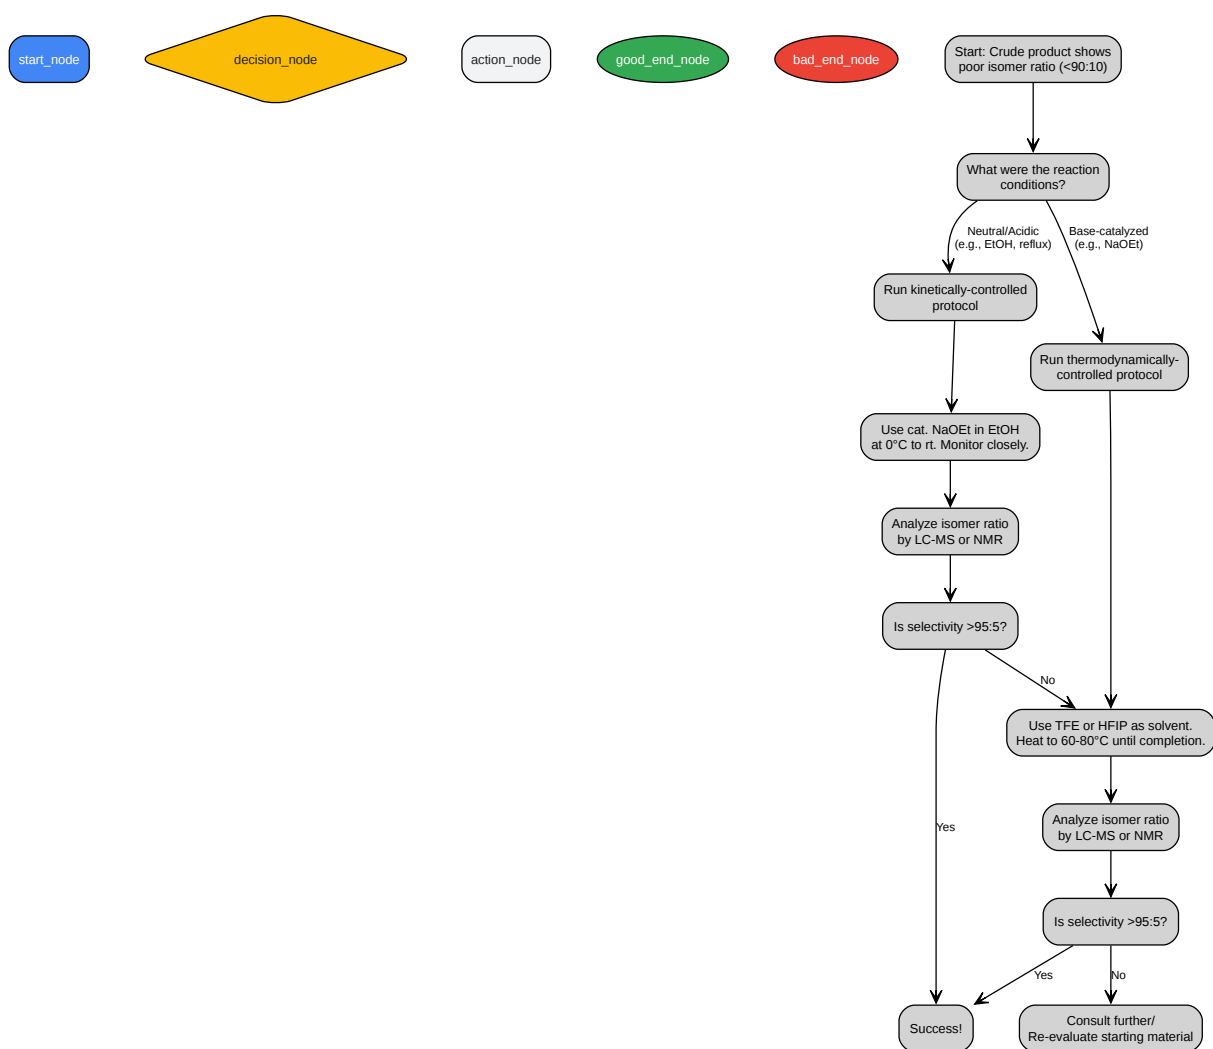 start_node
decision_node
action_node
good_end_node
bad_end_node
Start: Crude product shows
poor isomer ratio (<90:10)
What were the reaction
conditions?
Neutral/Acidic
(e.g., EtOH, reflux)
Base-catalyzed
(e.g., NaOEt)
Run kinetically-controlled
protocol
Run thermodynamically-
controlled protocol
Use cat. NaOEt in EtOH
at 0°C to rt. Monitor closely.
Analyze isomer ratio
by LC-MS or NMR
Is selectivity >95:5?
No
Use TFE or HFIP as solvent.
Heat to 60-80°C until completion.
Yes
Analyze isomer ratio
by LC-MS or NMR
Is selectivity >95:5?
Yes
No
Success!
Consult further/
Re-evaluate starting material